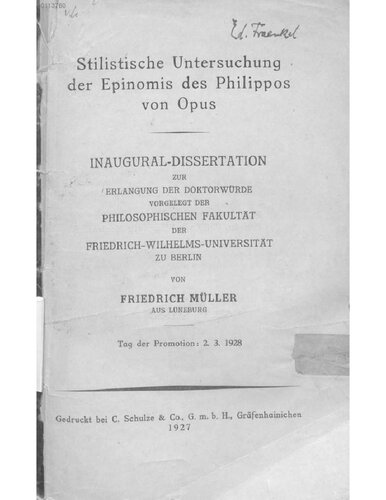 0113760
Ed. Fraenkel
Stilistische Untersuchung
der Epinomis des Philippos
von Opus
INAUGURAL-DISSERTATION
ZUR
ERLANGUNG DER DOKTORWÜRDE
VORGELEGT DER
PHILOSOPHISCHEN FAKULTÄT
DER
FRIEDRICH-WILHELMS-UNIVERSITÄT
ZU BERLIN
VON
FRIEDRICH MÜLLER
AUS LÜNEBURG
Tag der Promotion: 2. 3. 1928
Gedruckt bei C. Schulze & Co., G. m. b. H., Gräfenhainichen
1927